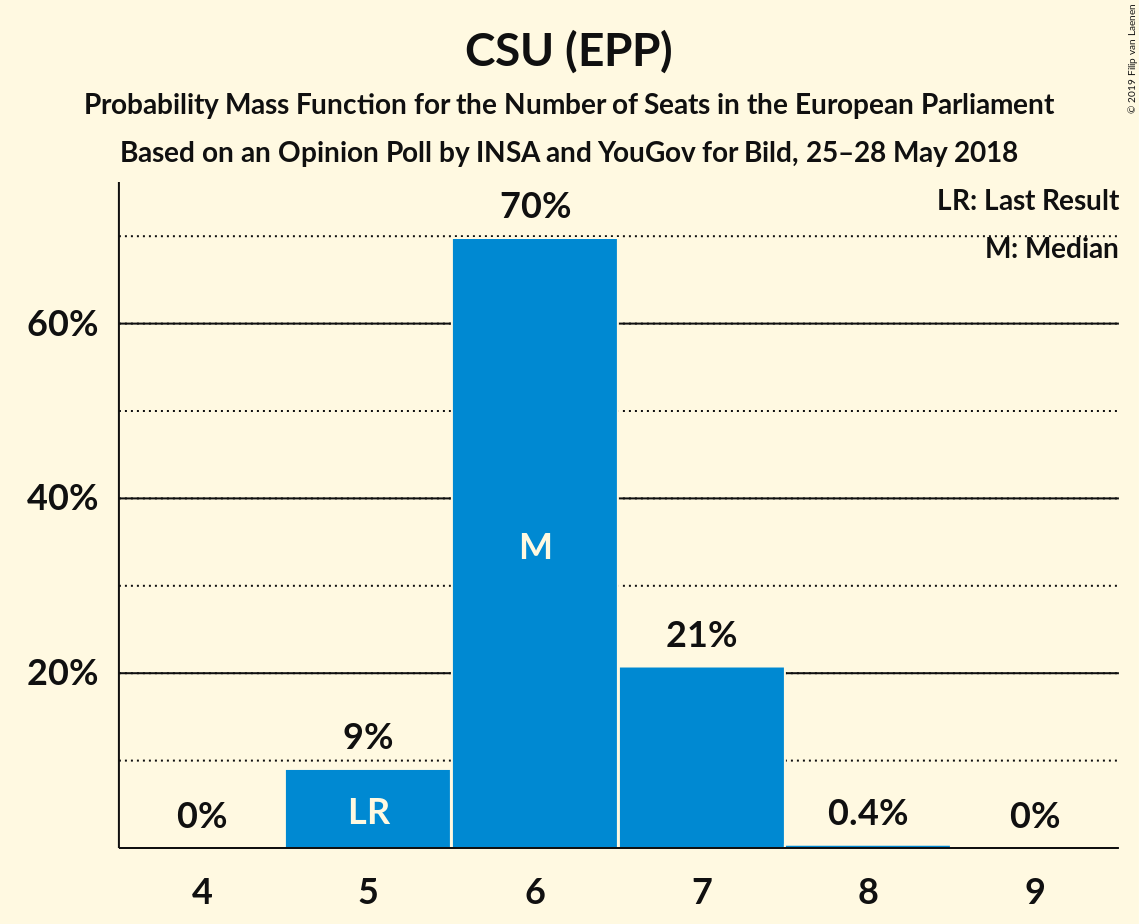 CSU (EPP)
Probability Mass Function for the Number of Seats in the European Parliament
Based on an Opinion Poll by INSA and YouGov for Bild, 25–28 May 2018
© 2019 Filip van Laenen
LR: Last Result
M: Median
70%
60%
40%
M
21%
20%
9%
0%
LR
0.4%
0%
4 5 6 7 8 9